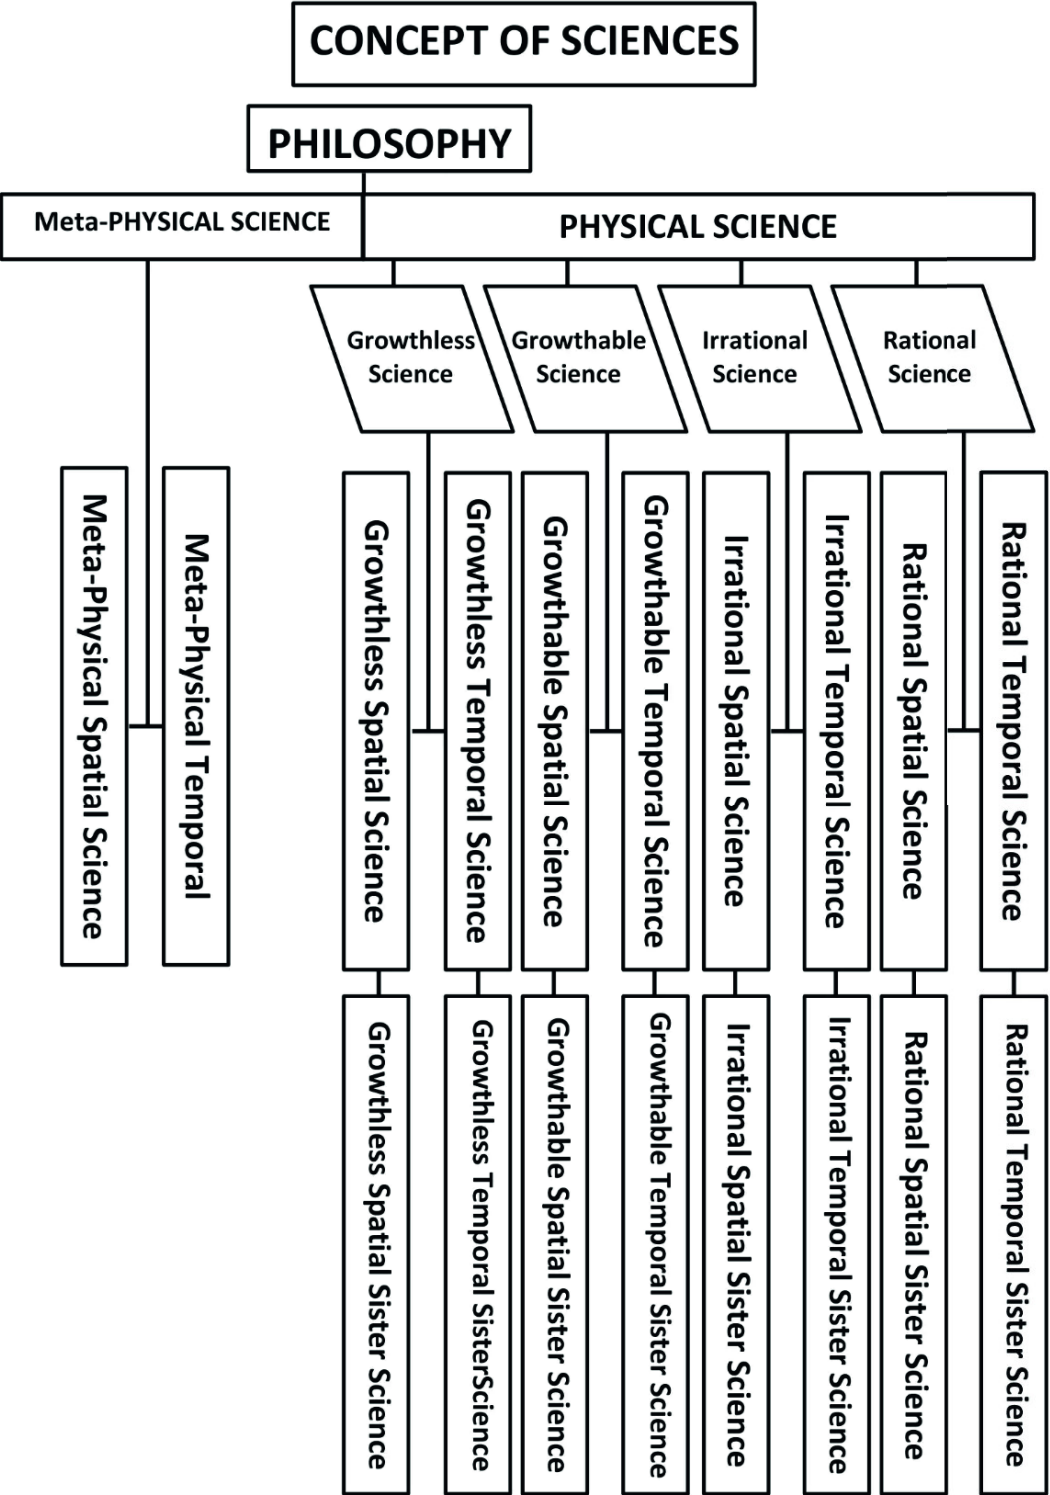 CONCEPT OF SCIENCES
PHILOSOPHY
Meta-PHYSICAL SCIENCE
PHYSICAL SCIENCE
Growthless
Science
Growthable
Science
Irrational
Science
Rational
Science
Meta-Physical Spatial Science
Meta-Physical Temporal
Growthless Spatial Science
Growthless Temporal Science
Growthable Spatial Science
Growthable Temporal Science
Irrational Spatial Science
Irrational Temporal Science
Rational Spatial Science
Rational Temporal Science
Growthless Spatial Sister Science
Growthless Temporal SisterScience
Growthable Spatial Sister Science
Growthable Temporal Sister Science
Irrational Spatial Sister Science
Irrational Temporal Sister Science
Rational Spatial Sister Science
Rational Temporal Sister Science